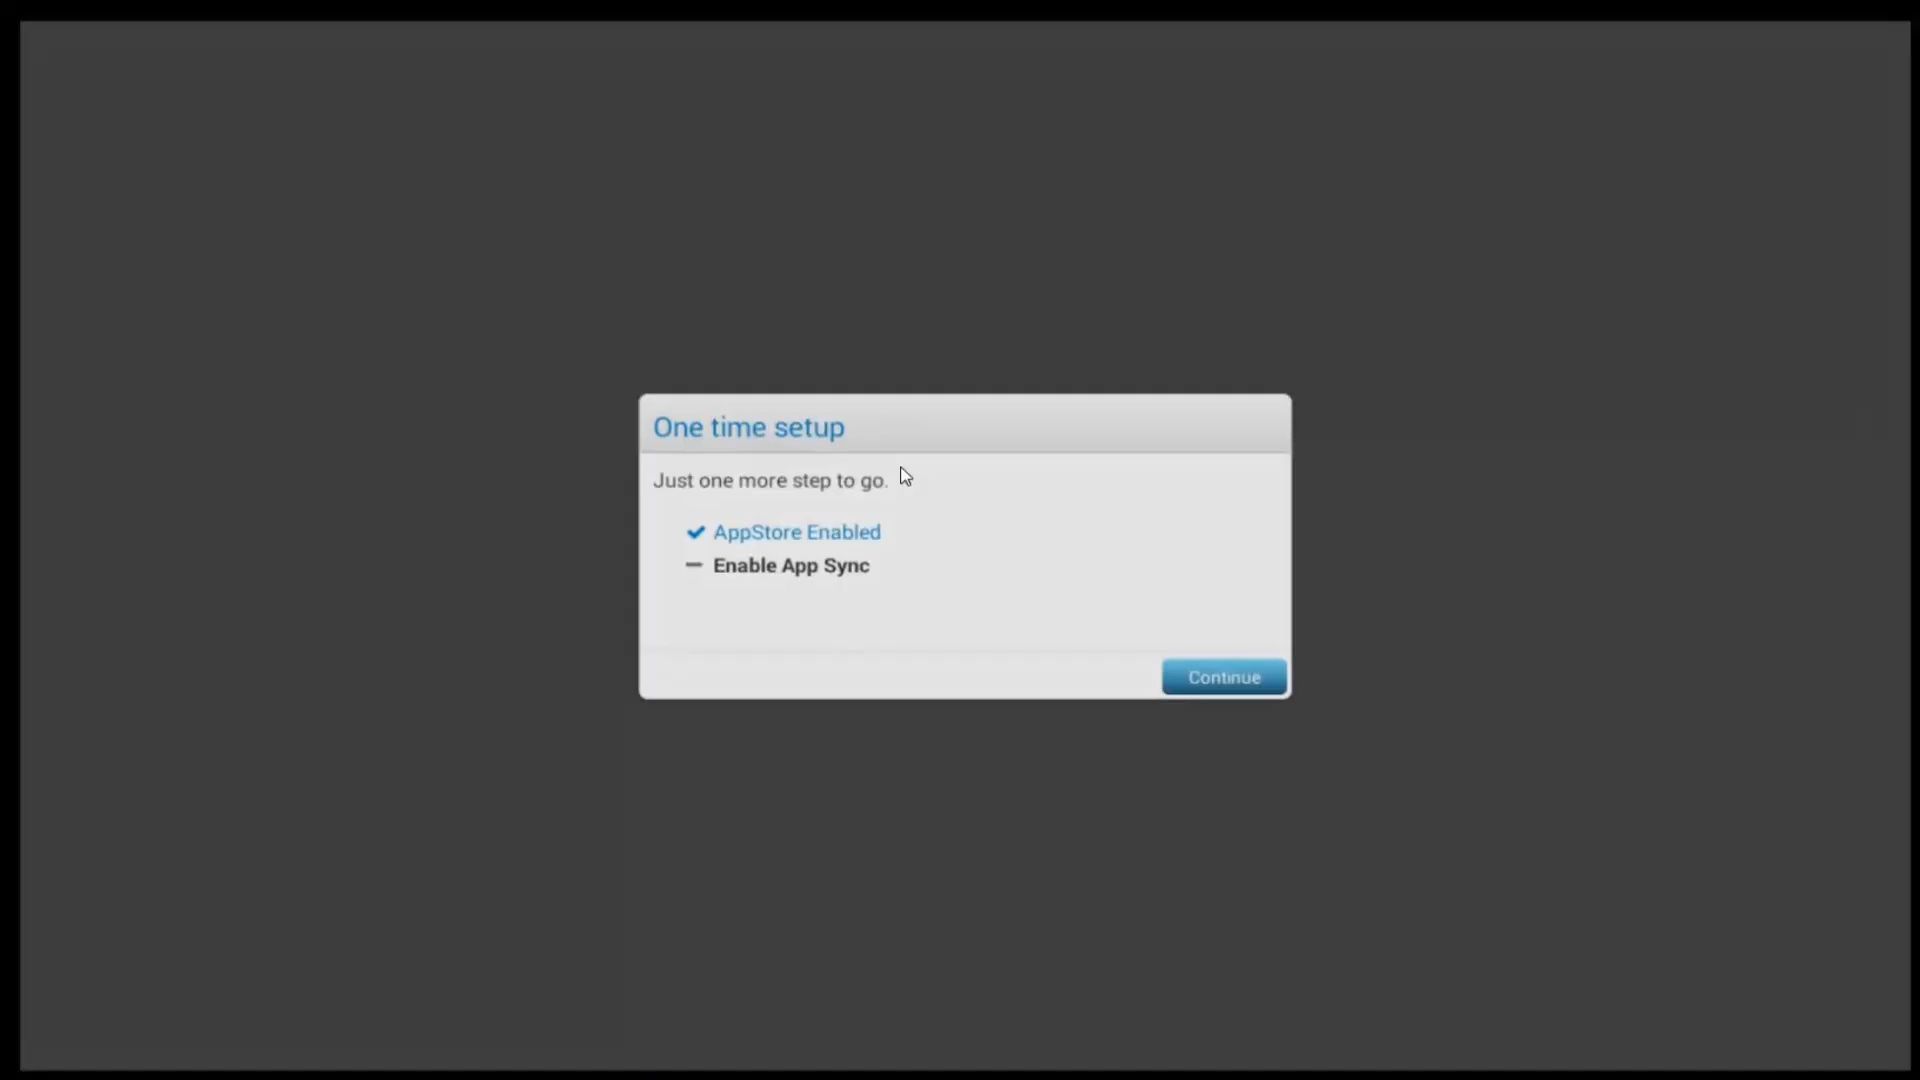 One time setup
Just one more step to go.
AppStore Enabled
Enable App Sync
Continue